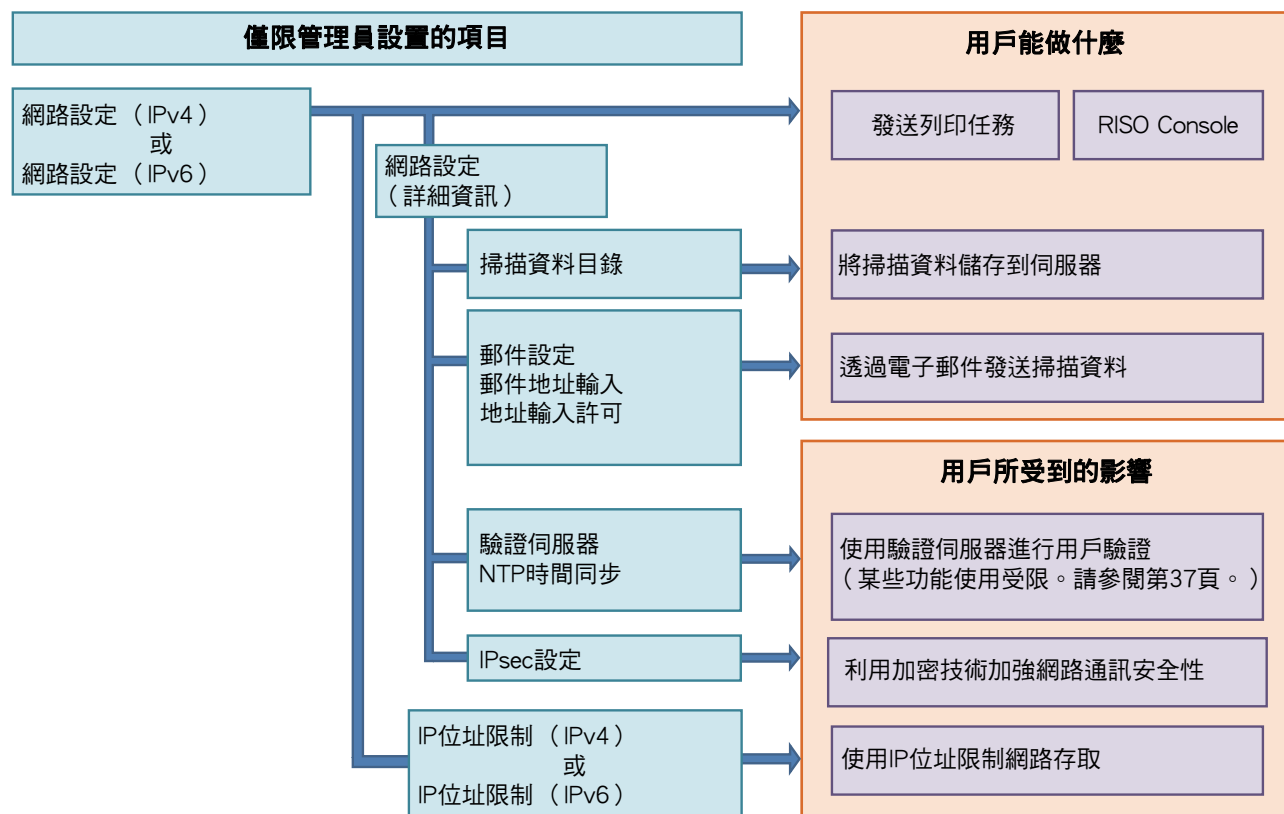 僅限管理員設置的項目
用戶能做什麼
網路設定（IPv4）
或
網路設定（IPv6）
發送列印任務
RISO Console
網路設定
（詳細資訊）
掃描資料目錄
將掃描資料儲存到伺服器
郵件設定
郵件地址輸入
地址輸入許可
透過電子郵件發送掃描資料
用戶所受到的影響
驗證伺服器
NTP時間同步
使用驗證伺服器進行用戶驗證
（某些功能使用受限。請參閱第37頁。）
IPsec設定
利用加密技術加強網路通訊安全性
IP位址限制（IPv4）
或
IP位址限制（IPv6）
使用IP位址限制網路存取